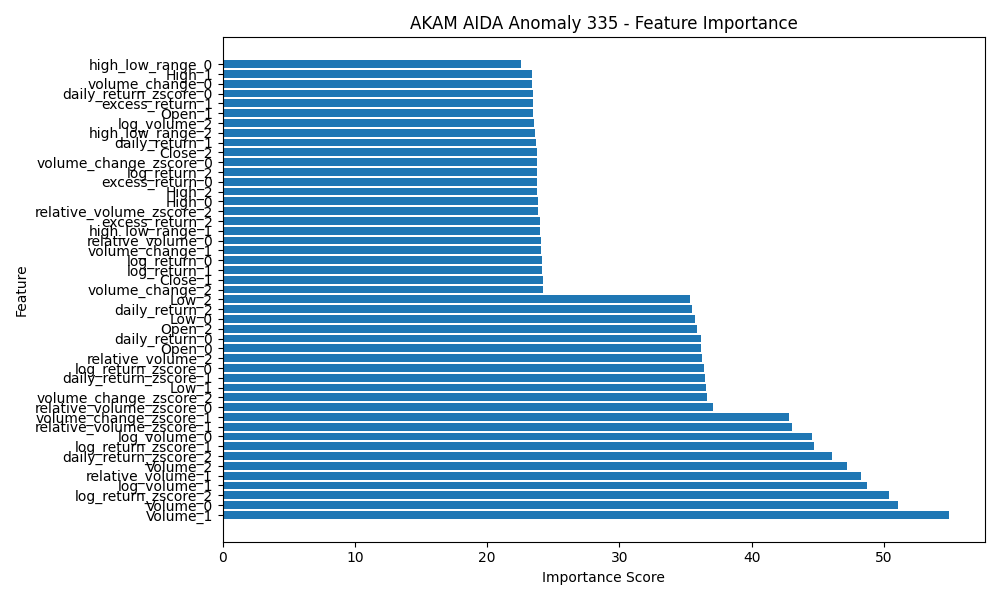 AKAM AIDA Anomaly 335 - Feature Importance
high_low_range_0
High_1
volume_change_0
daily_return_zscore_0
excess_return_1
Open_1
log_volume_2
high_low_range_2
daily_return_1
Close_2
volume_change_zscore_0
log_return_2
excess_return_0
High_2
High_0
relative_volume_zscore_2
excess_return_2
high_low_range_1
relative_volume_0
volume_change_1
log_return_0
log_return_1
Close_1
volume_change_2
Low_2
daily_return_2
Low_0
Open_2
daily_return_0
Open_0
relative_volume_2
log_return_zscore_0
daily_return_zscore_1
Low_1
volume_change_zscore_2
relative_volume_zscore_0
volume_change_zscore_1
relative_volume_zscore_1
log_volume_0
log_return_zscore_1
daily_return_zscore_2
Volume_2
relative_volume_1
log_volume_1
log_return_zscore_2
Volume_0
Volume_1
Feature
0 10 20 30 40 50
Importance Score